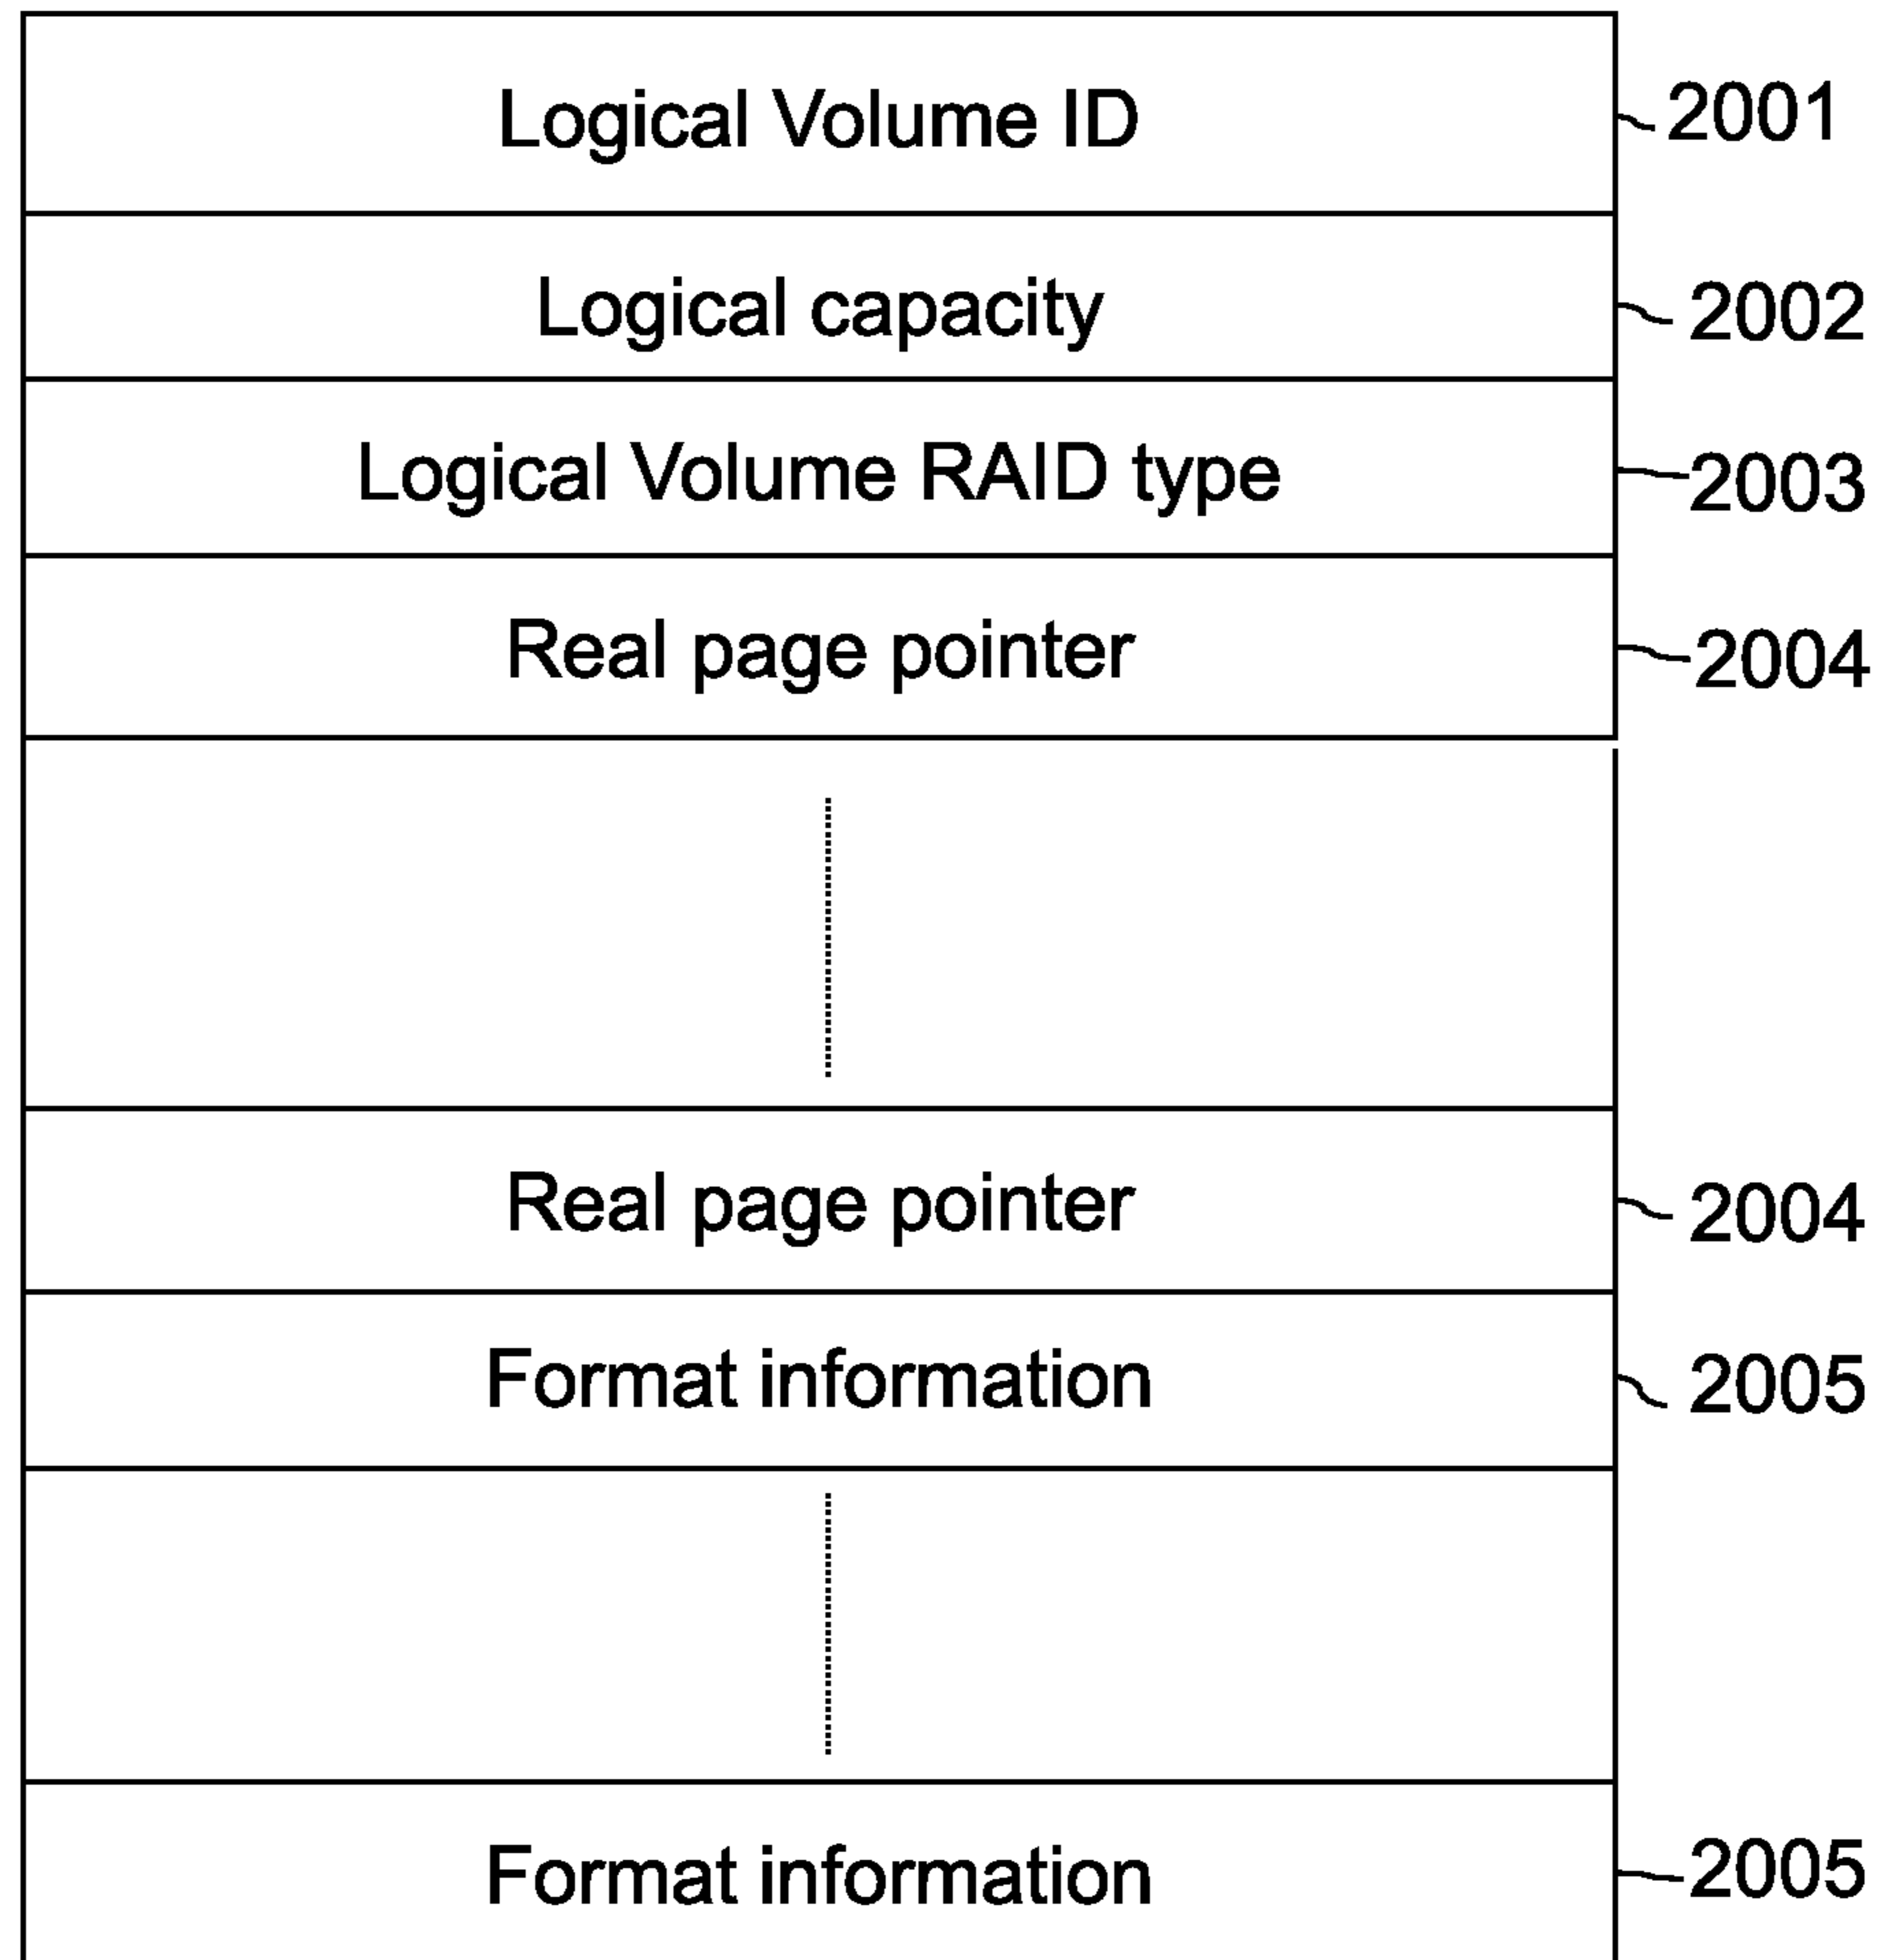 Logical Volume ID 2001
Logical capacity 2002
Logical Volume RAID type 2003
Real page pointer 2004
Real page pointer 2004
Format information 2005
Format information 2005